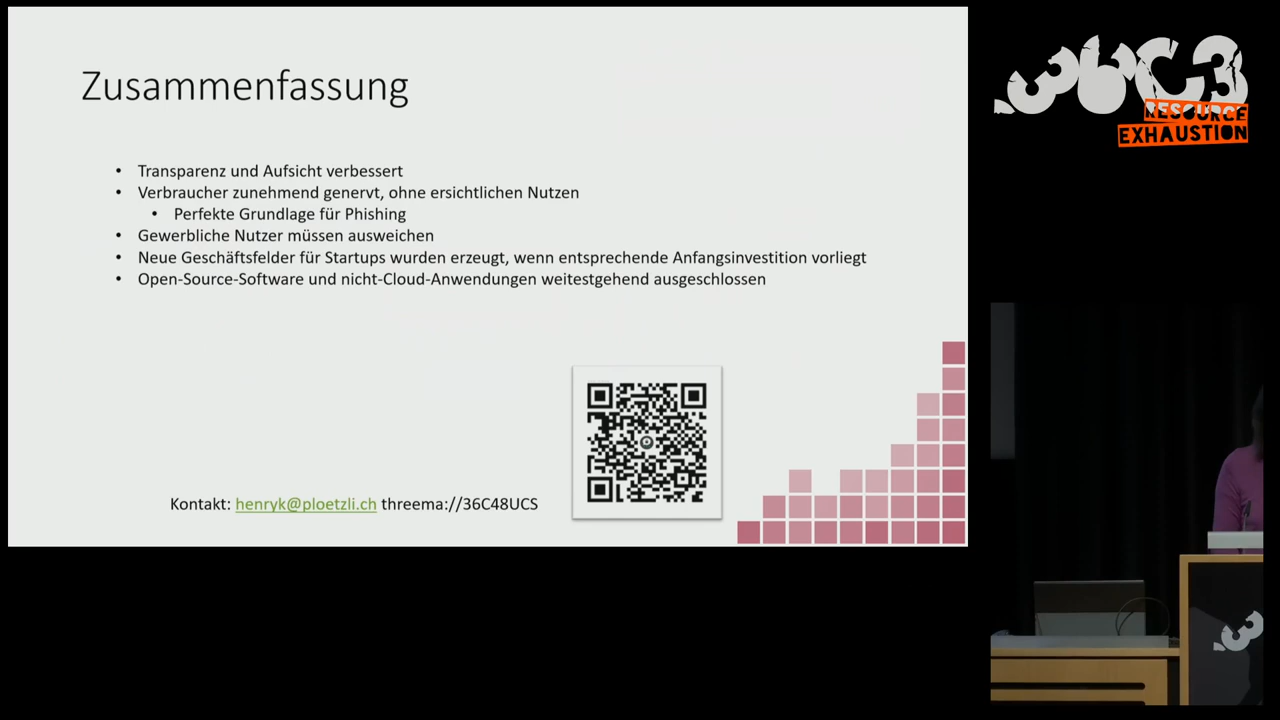 Zusammenfassung
• Transparenz und Aufsicht verbessert
• Verbraucher zunehmend genervt, ohne ersichtlichen Nutzen
• Perfekte Grundlage für Phishing
• Gewerbliche Nutzer müssen ausweichen
• Neue Geschäftsfelder für Startups wurden erzeugt, wenn entsprechende Anfangsinvestition vorliegt
• Open-Source-Software und nicht-Cloud-Anwendungen weitestgehend ausgeschlossen
Kontakt: henryk@ploetzli.ch threema://36C48UCS
36C3
RESOURCE
EXHAUSTION
3